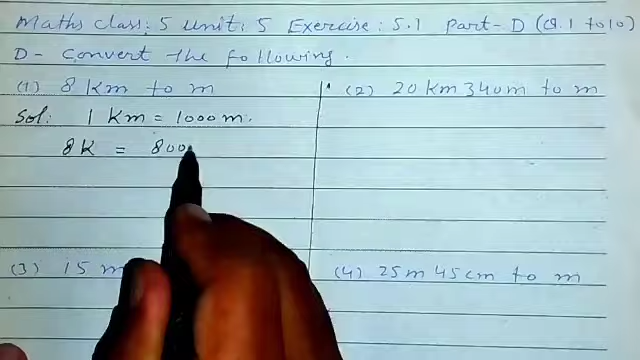 Maths class: 5 unit: 5 Exercise: 5.1 Part-D (Q.1 to 10)
D- Convert the following.
(1) 8 Km to m
Sol: 1 Km = 1000 m.
8K = 800
(2) 20 km 340m to m
(3) 15 m
(4) 25m 45cm to m